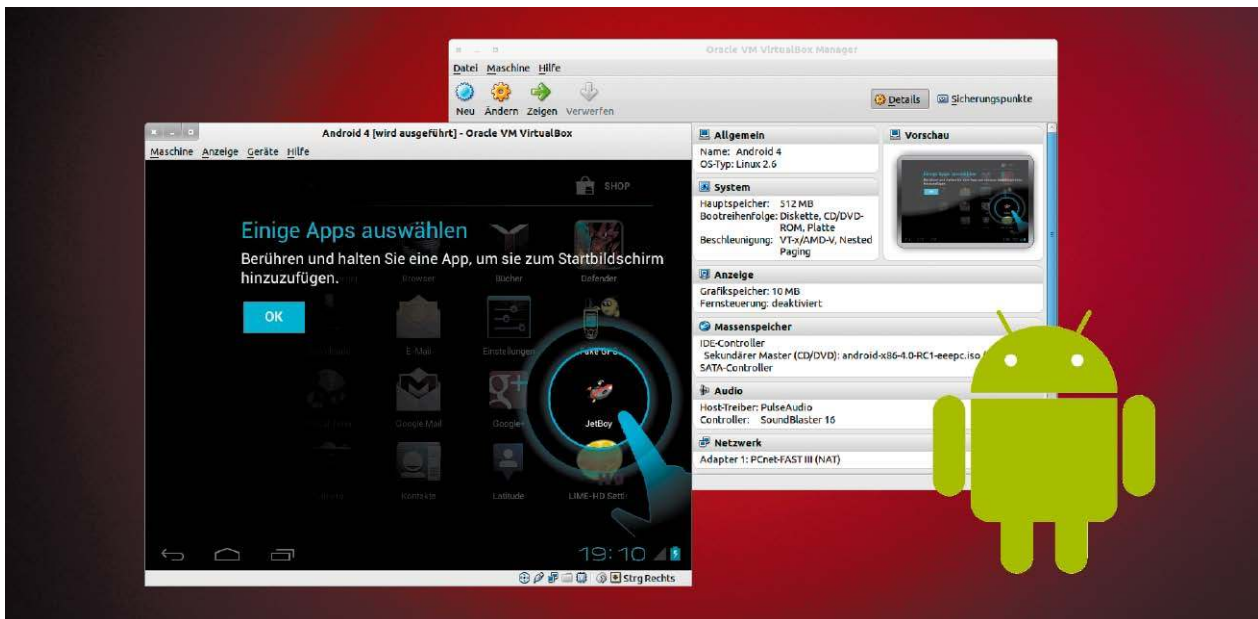 Oracle VM VirtualBox Manager
Datei Maschine Hilfe
Neu Ändern Zeigen Verwerfen
Details Sicherungspunkte
Android 4 [wird ausgeführt] - Oracle VM VirtualBox
Maschine Anzeige Geräte Hilfe
SHOP
Einige Apps auswählen
Berühren und halten Sie eine App, um sie zum Startbildschirm
hinzuzufügen.
OK
Browser Bücher Defender
E-Mail Einstellungen Fake GPS
Google Mail Google+ JetBoy
Kontakte Latitude LIME-HD Setti
19:10
Strg Rechts
Allgemein
Name: Android 4
OS-Typ: Linux 2.6
System
Hauptspeicher: 512 MB
Bootreihenfolge: Diskette, CD/DVD-
ROM, Platte
Beschleunigung: VT-x/AMD-V, Nested
Paging
Vorschau
Anzeige
Grafikspeicher: 10 MB
Fernsteuerung: deaktiviert
Massenspeicher
IDE-Controller
Sekundärer Master (CD/DVD): android-x86-4.0-RC1-eeepc.iso
SATA-Controller
Audio
Host-Treiber: PulseAudio
Controller: SoundBlaster 16
Netzwerk
Adapter 1: PCnet-FAST III (NAT)